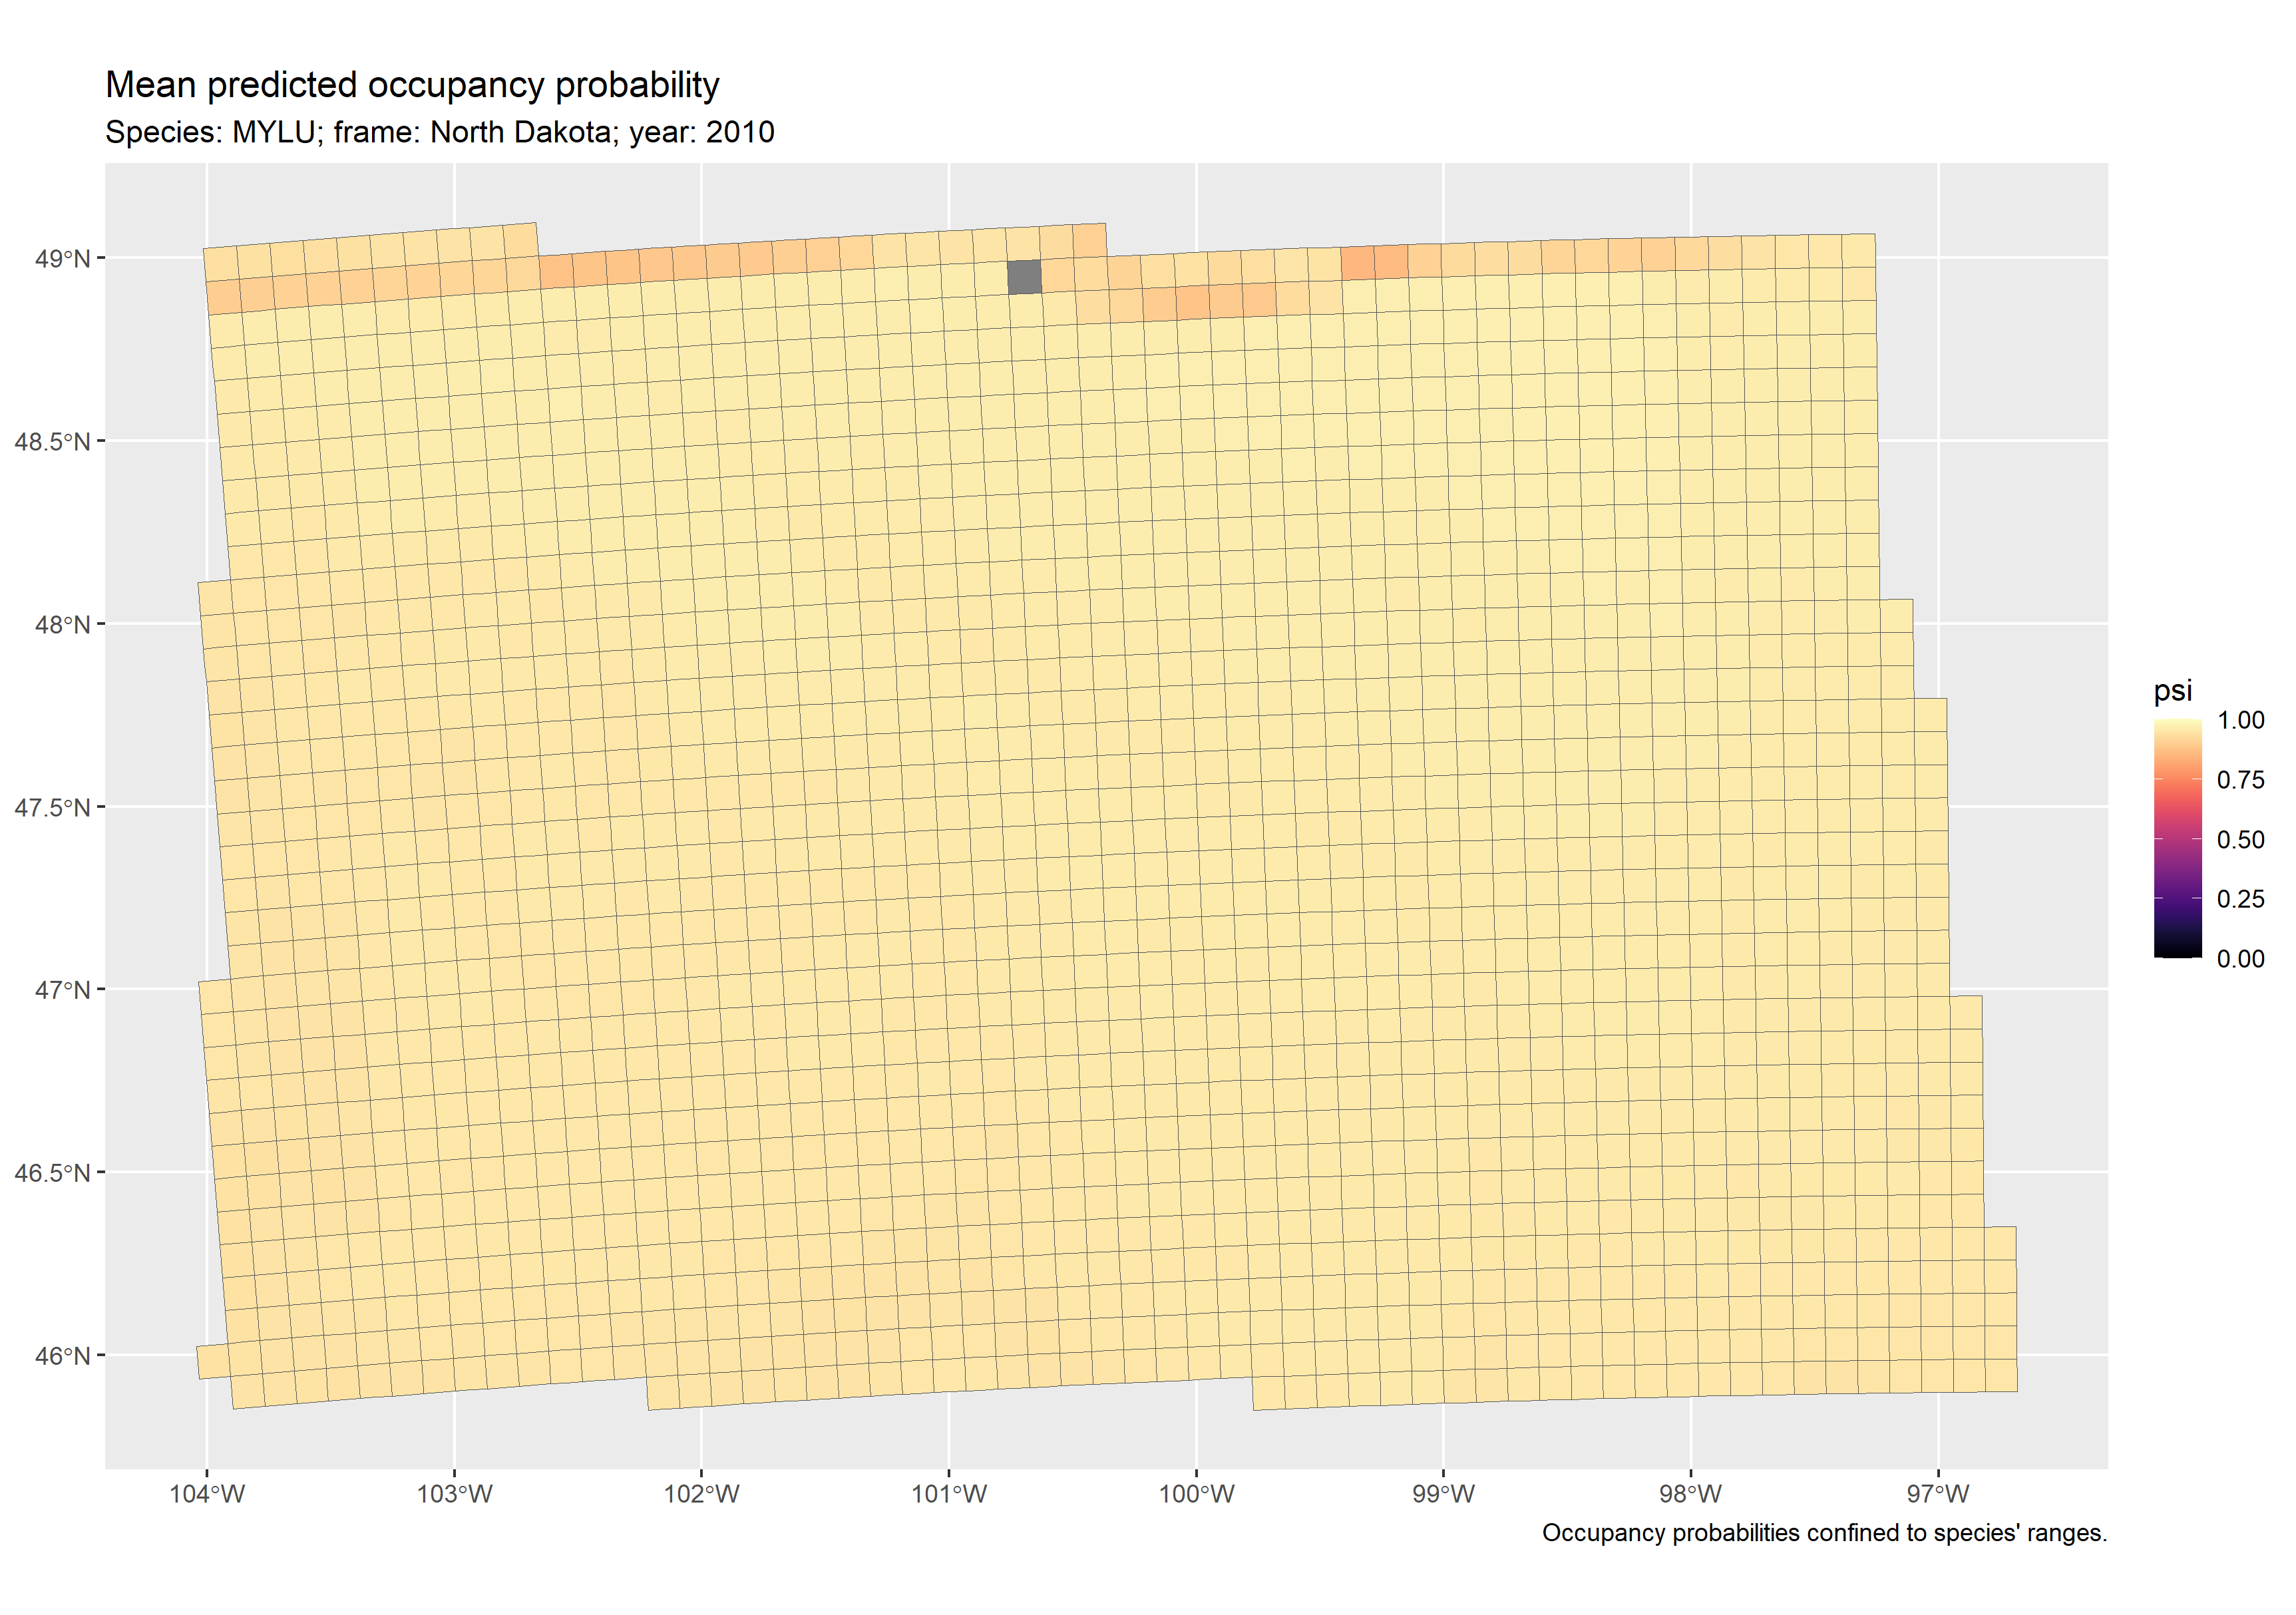 Mean predicted occupancy probability
Species: MYLU; frame: North Dakota; year: 2010
49°N
48.5°N
48°N
47.5°N
47°N
46.5°N
46°N
104°W
103°W
102°W
101°W
100°W
99°W
98°W
97°W
psi
1.00
0.75
0.50
0.25
0.00
Occupancy probabilities confined to species' ranges.